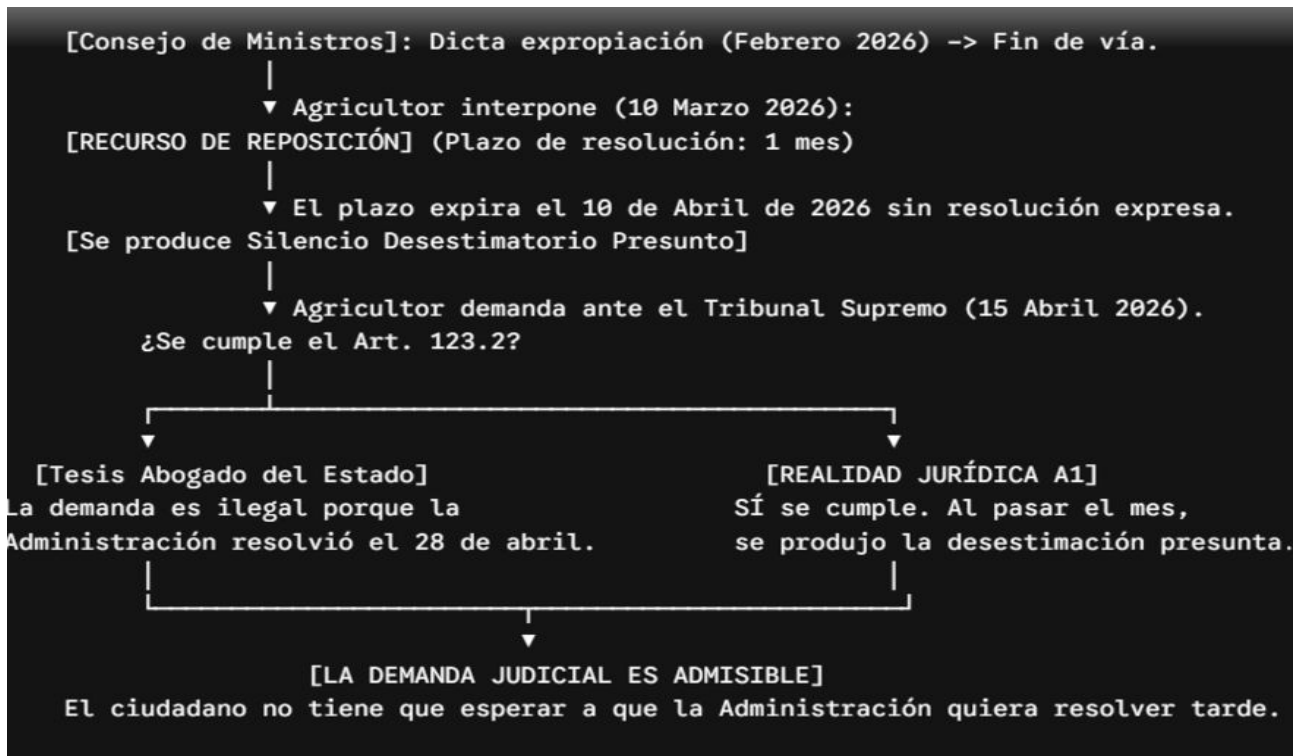 [Consejo de Ministros]: Dicta expropiación (Febrero 2026) -> Fin de vía.
▼ Agricultor interpone (10 Marzo 2026):
[RECURSO DE REPOSICIÓN] (Plazo de resolución: 1 mes)
▼ El plazo expira el 10 de Abril de 2026 sin resolución expresa.
[Se produce Silencio Desestimatorio Presunto]
▼ Agricultor demanda ante el Tribunal Supremo (15 Abril 2026).
¿Se cumple el Art. 123.2?
[Tesis Abogado del Estado]
La demanda es ilegal porque la
Administración resolvió el 28 de abril.
[REALIDAD JURÍDICA A1]
SÍ se cumple. Al pasar el mes,
se produjo la desestimación presunta.
[LA DEMANDA JUDICIAL ES ADMISIBLE]
El ciudadano no tiene que esperar a que la Administración quiera resolver tarde.